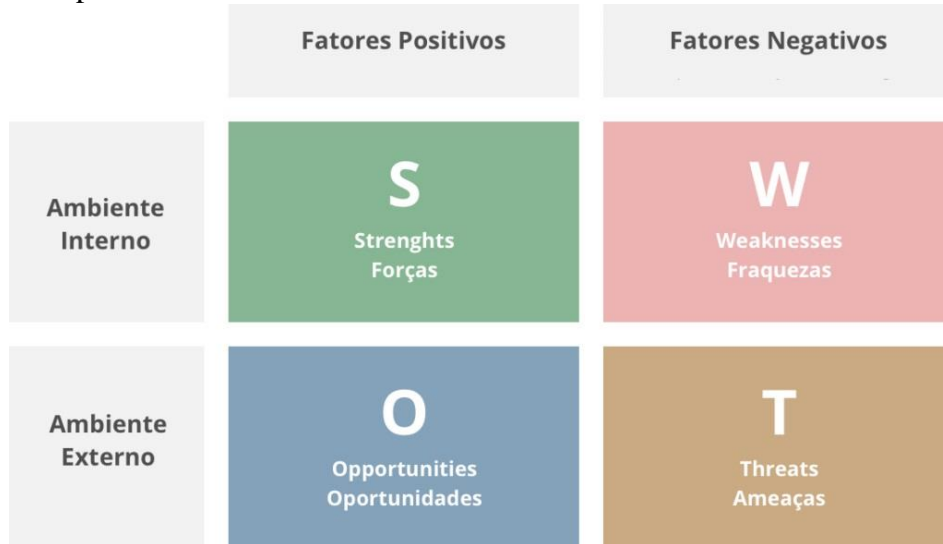 Fatores Positivos
Fatores Negativos
Ambiente
Interno
S
Strenghts
Forças
W
Weaknesses
Fraquezas
Ambiente
Externo
O
Opportunities
Oportunidades
T
Threats
Ameaças